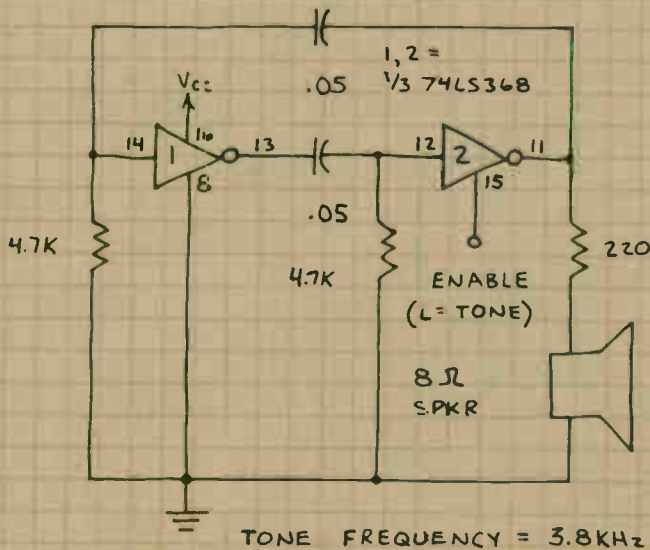 1, 2 =
.05 1/3 74LS368
Vcc
14 1 16 13 12 2 11
8 15
.05
4.7K 4.7K 220
ENABLE
(L = TONE)
8 Ω
SPKR
TONE FREQUENCY = 3.8KHz